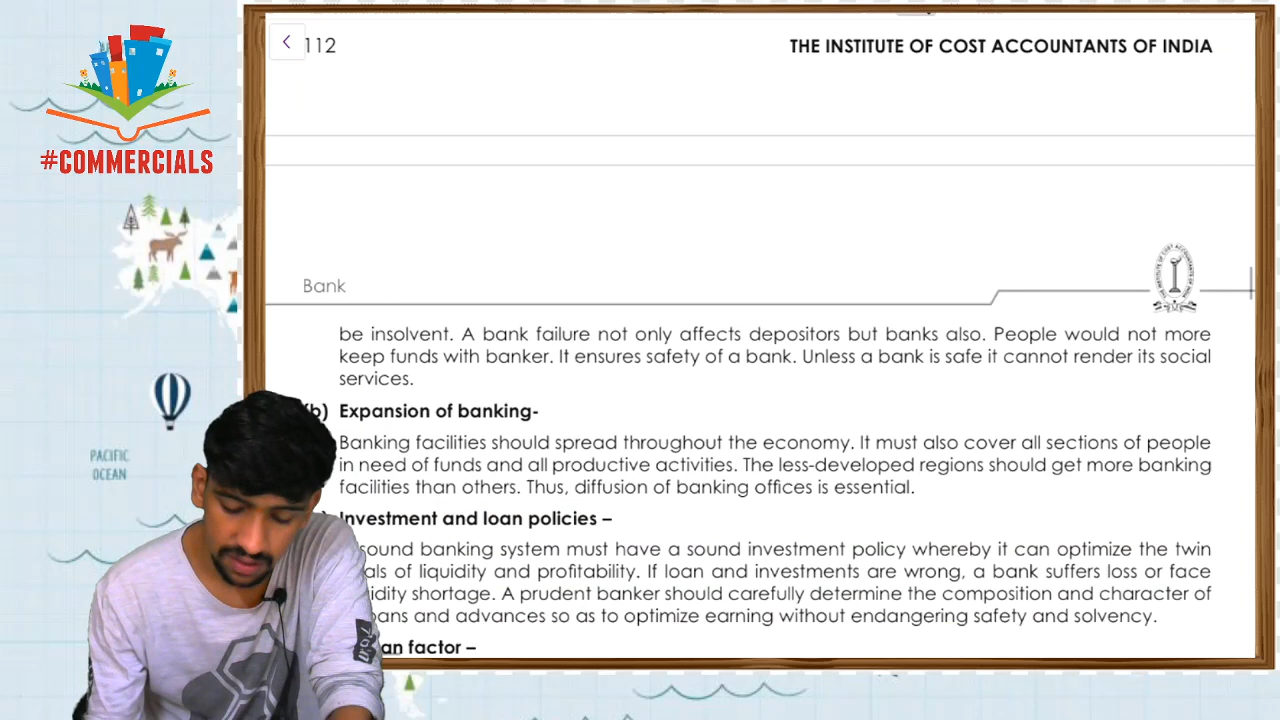 #COMMERCIALS
PACIFIC
OCEAN
112
THE INSTITUTE OF COST ACCOUNTANTS OF INDIA
Bank
be insolvent. A bank failure not only affects depositors but banks also. People would not more
keep funds with banker. It ensures safety of a bank. Unless a bank is safe it cannot render its social
services.
b) Expansion of banking-
Banking facilities should spread throughout the economy. It must also cover all sections of people
in need of funds and all productive activities. The less-developed regions should get more banking
facilities than others. Thus, diffusion of banking offices is essential.
Investment and loan policies –
sound banking system must have a sound investment policy whereby it can optimize the twin
of liquidity and profitability. If loan and investments are wrong, a bank suffers loss or face
shortage. A prudent banker should carefully determine the composition and character of
and advances so as to optimize earning without endangering safety and solvency.
factor –